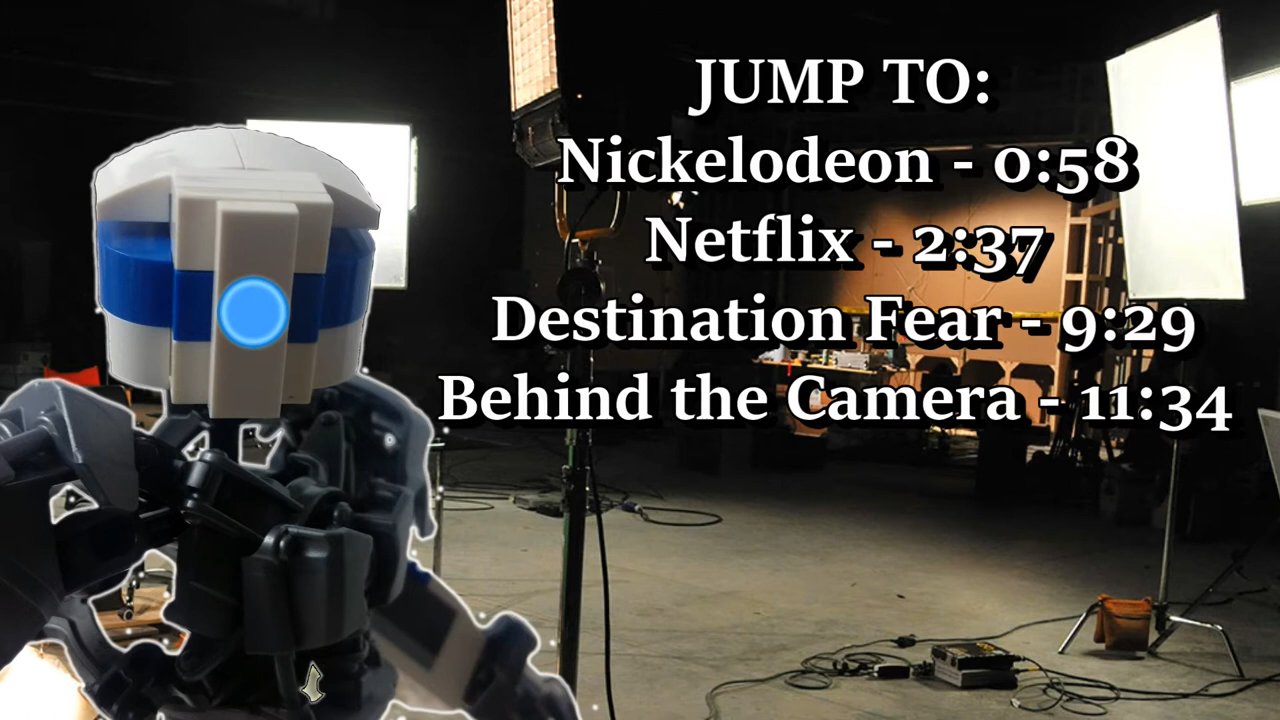 JUMP TO:
Nickelodeon - 0:58
Netflix - 2:37
Destination Fear - 9:29
Behind the Camera - 11:34